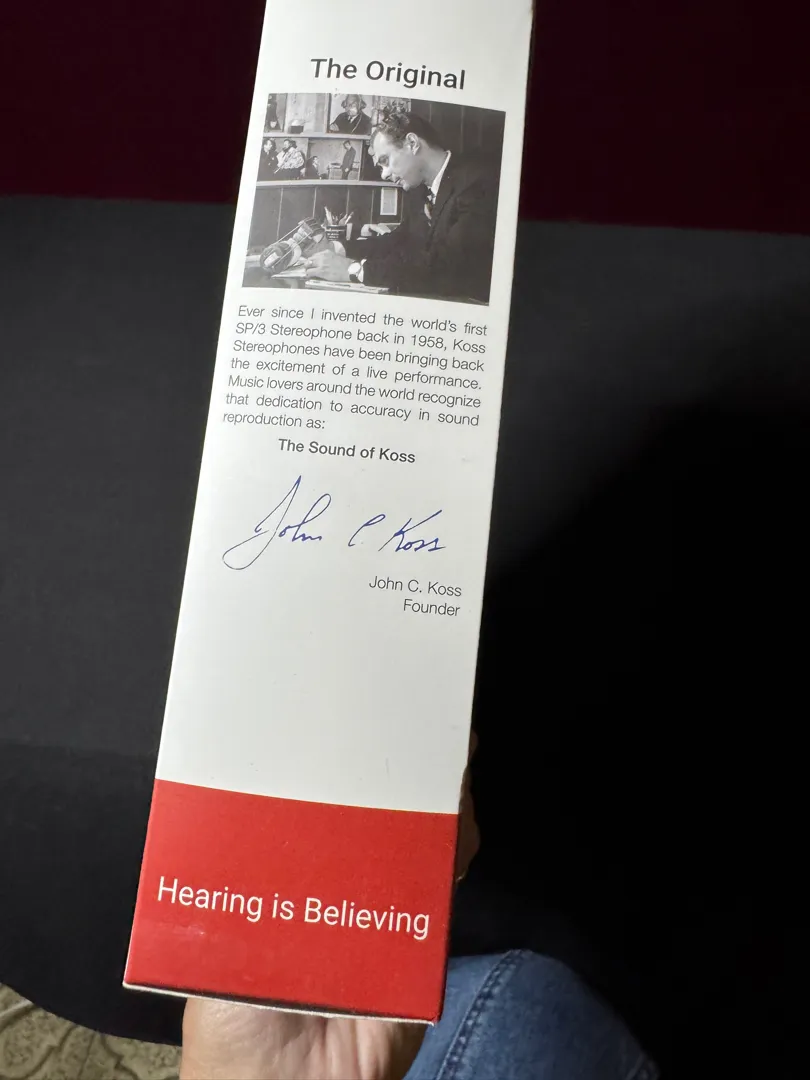 The Original
Ever since I invented the world's first
SP/3 Stereophone back in 1958, Koss
Stereophones have been bringing back
the excitement of a live performance.
Music lovers around the world recognize
that dedication to accuracy in sound
reproduction as:
The Sound of Koss
John C. Koss
John C. Koss
Founder
Hearing is Believing